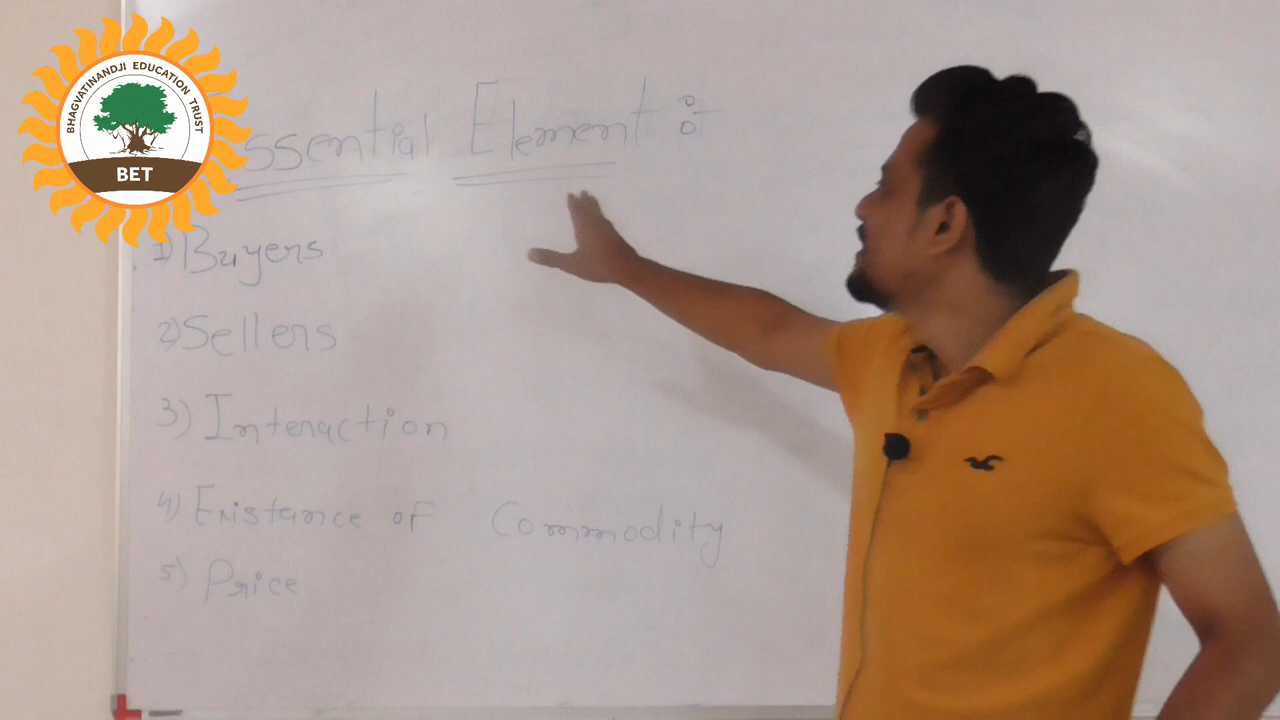 BHAGVATINANDJI EDUCATION TRUST
BET
ssential Element :-
1) Buyers
2) Sellers
3) Interaction
4) Existance of Commodity
5) Price